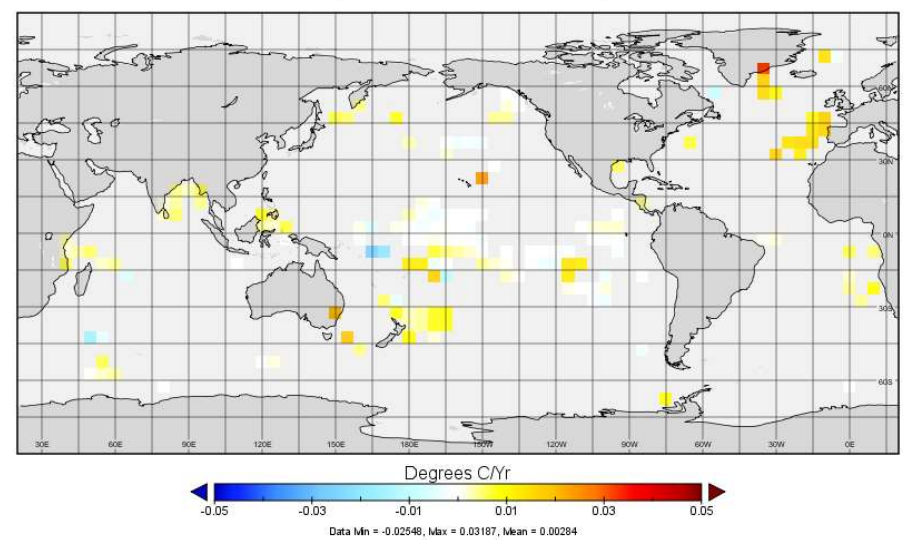 60N
30N
0N
30S
60S
30E 60E 90E 120E 150E 180E 150W 120W 90W 60W 30W 0E
Degrees C/Yr
-0.05 -0.03 -0.01 0.01 0.03 0.05
Data Min = -0.02548, Max = 0.03187, Mean = 0.00284